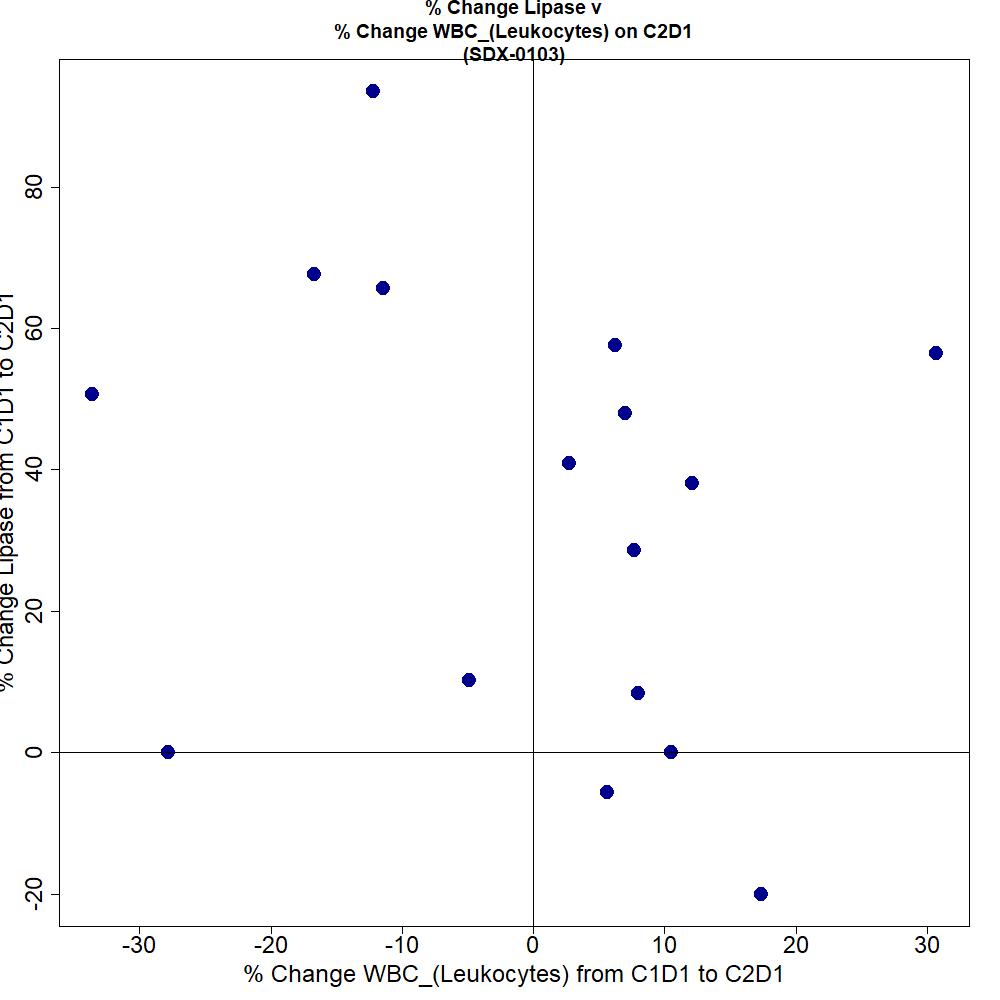 % Change Lipase v
% Change WBC_(Leukocytes) on C2D1
(SDX-0103)
% Change Lipase from C1D1 to C2D1
80
60
40
20
0
-20
-30
-20
-10
0
10
20
30
% Change WBC_(Leukocytes) from C1D1 to C2D1